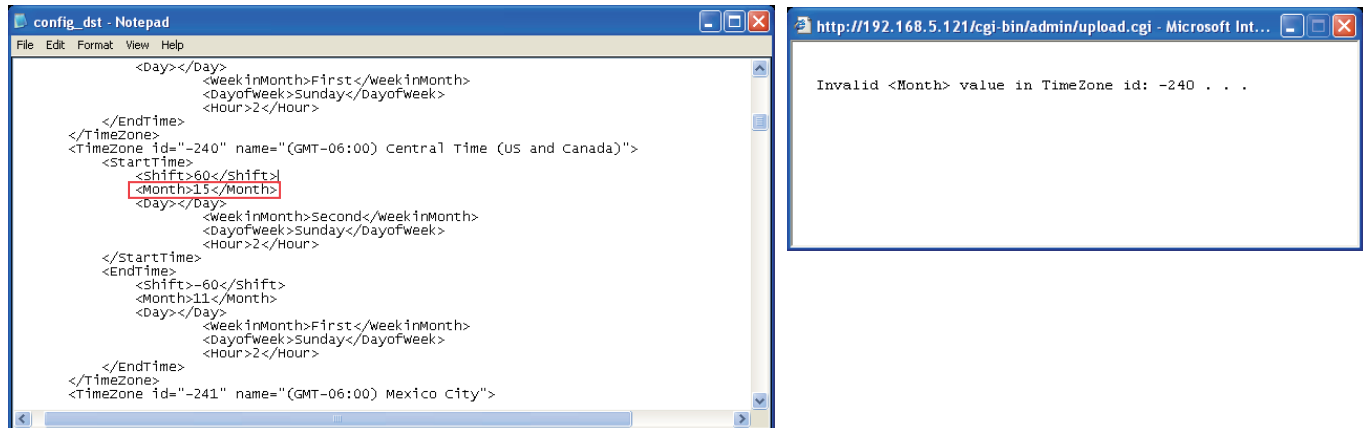 config_dst - Notepad
File Edit Format View Help
<Day></Day>
<WeekinMonth>First</WeekinMonth>
<DayofWeek>Sunday</DayofWeek>
<Hour>2</Hour>
</EndTime>
</TimeZone>
<TimeZone id="-240" name="(GMT-06:00) Central Time (US and Canada)">
<StartTime>
<Shift>60</Shift>
<Month>15</Month>
<Day></Day>
<WeekinMonth>Second</WeekinMonth>
<DayofWeek>Sunday</DayofWeek>
<Hour>2</Hour>
</StartTime>
<EndTime>
<Shift>-60</Shift>
<Month>11</Month>
<Day></Day>
<WeekinMonth>First</WeekinMonth>
<DayofWeek>Sunday</DayofWeek>
<Hour>2</Hour>
</EndTime>
</TimeZone>
<TimeZone id="-241" name="(GMT-06:00) Mexico City">
http://192.168.5.121/cgi-bin/admin/upload.cgi - Microsoft Int...
Invalid <Month> value in TimeZone id: -240 . . .